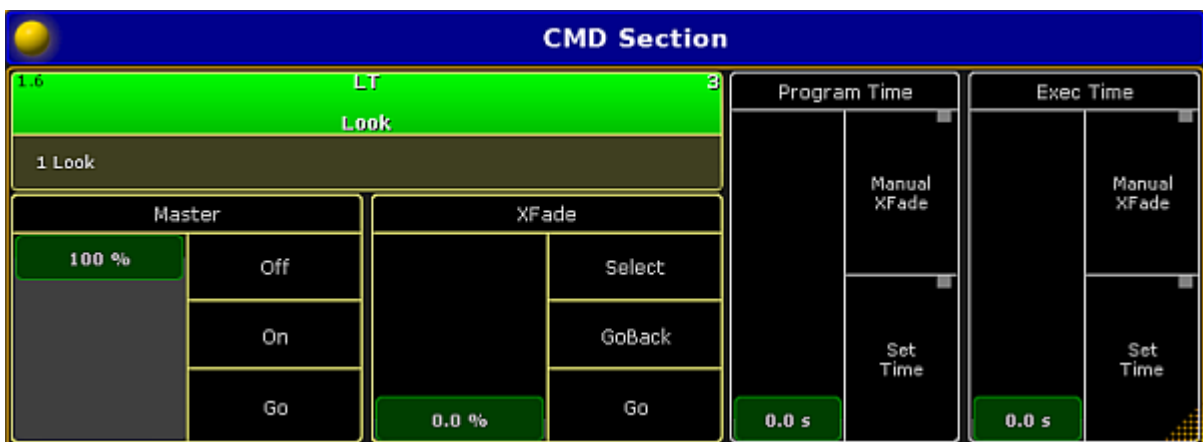 CMD Section
1.6 LT 3
Look
1 Look
Master
100 %
Off
On
Go
XFade
0.0 %
Select
GoBack
Go
Program Time
0.0 s
Manual
XFade
Set
Time
Exec Time
0.0 s
Manual
XFade
Set
Time